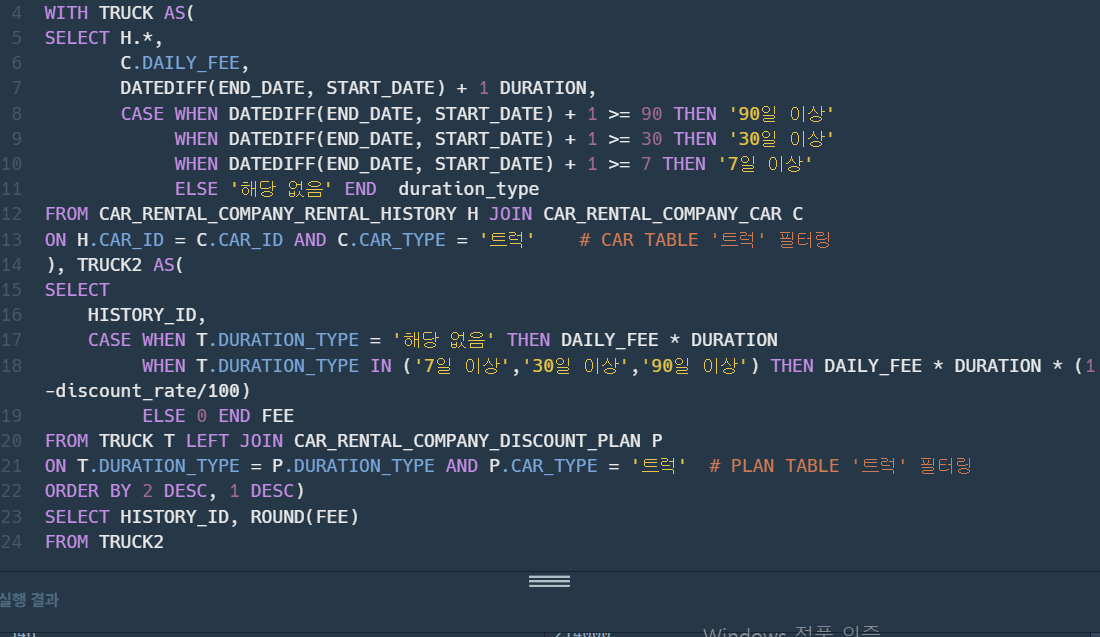 4 WITH TRUCK AS(
5 SELECT H.*,
6 C.DAILY_FEE,
7 DATEDIFF(END_DATE, START_DATE) + 1 DURATION,
8 CASE WHEN DATEDIFF(END_DATE, START_DATE) + 1 >= 90 THEN '90일 이상'
9 WHEN DATEDIFF(END_DATE, START_DATE) + 1 >= 30 THEN '30일 이상'
10 WHEN DATEDIFF(END_DATE, START_DATE) + 1 >= 7 THEN '7일 이상'
11 ELSE '해당 없음' END  duration_type
12 FROM CAR_RENTAL_COMPANY_RENTAL_HISTORY H JOIN CAR_RENTAL_COMPANY_CAR C
13 ON H.CAR_ID = C.CAR_ID AND C.CAR_TYPE = '트럭'    # CAR TABLE '트럭' 필터링
14 ), TRUCK2 AS(
15 SELECT
16 HISTORY_ID,
17 CASE WHEN T.DURATION_TYPE = '해당 없음' THEN DAILY_FEE * DURATION
18 WHEN T.DURATION_TYPE IN ('7일 이상','30일 이상','90일 이상') THEN DAILY_FEE * DURATION * (1
-discount_rate/100)
19 ELSE 0 END FEE
20 FROM TRUCK T LEFT JOIN CAR_RENTAL_COMPANY_DISCOUNT_PLAN P
21 ON T.DURATION_TYPE = P.DURATION_TYPE AND P.CAR_TYPE = '트럭'  # PLAN TABLE '트럭' 필터링
22 ORDER BY 2 DESC, 1 DESC)
23 SELECT HISTORY_ID, ROUND(FEE)
24 FROM TRUCK2
실행 결과
Windows 정품 인증